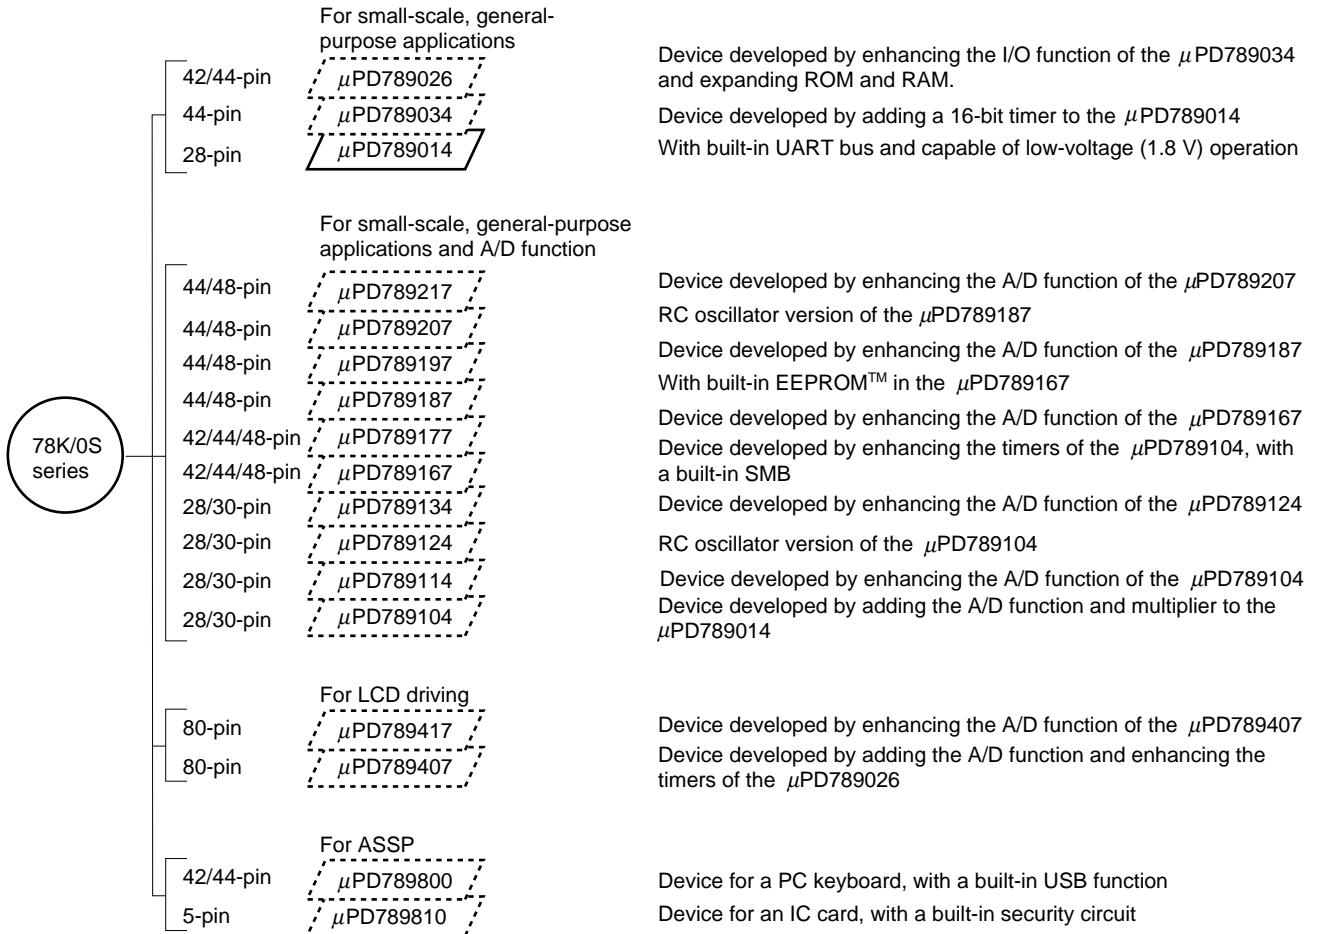 For small-scale, general-
purpose applications
42/44-pin μPD789026 Device developed by enhancing the I/O function of the μPD789034
and expanding ROM and RAM.
44-pin μPD789034 Device developed by adding a 16-bit timer to the μPD789014
28-pin μPD789014 With built-in UART bus and capable of low-voltage (1.8 V) operation
For small-scale, general-purpose
applications and A/D function
44/48-pin μPD789217 Device developed by enhancing the A/D function of the μPD789207
44/48-pin μPD789207 RC oscillator version of the μPD789187
44/48-pin μPD789197 Device developed by enhancing the A/D function of the μPD789187
44/48-pin μPD789187 With built-in EEPROM™ in the μPD789167
78K/0S
series
42/44/48-pin μPD789177 Device developed by enhancing the A/D function of the μPD789167
42/44/48-pin μPD789167 Device developed by enhancing the timers of the μPD789104, with
a built-in SMB
28/30-pin μPD789134 Device developed by enhancing the A/D function of the μPD789124
28/30-pin μPD789124 RC oscillator version of the μPD789104
28/30-pin μPD789114 Device developed by enhancing the A/D function of the μPD789104
28/30-pin μPD789104 Device developed by adding the A/D function and multiplier to the
μPD789014
For LCD driving
80-pin μPD789417 Device developed by enhancing the A/D function of the μPD789407
80-pin μPD789407 Device developed by adding the A/D function and enhancing the
timers of the μPD789026
For ASSP
42/44-pin μPD789800 Device for a PC keyboard, with a built-in USB function
5-pin μPD789810 Device for an IC card, with a built-in security circuit